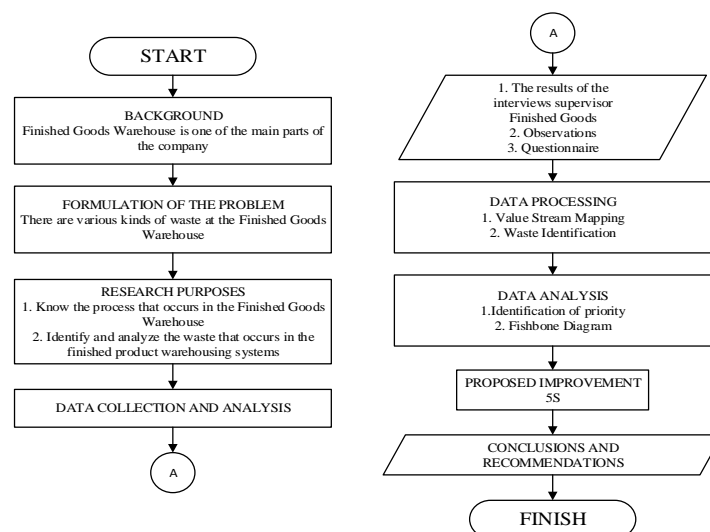 START
BACKGROUND
Finished Goods Warehouse is one of the main parts of
the company
FORMULATION OF THE PROBLEM
There are various kinds of waste at the Finished Goods
Warehouse
RESEARCH PURPOSES
1. Know the process that occurs in the Finished Goods
Warehouse
2. Identify and analyze the waste that occurs in the
finished product warehousing systems
DATA COLLECTION AND ANALYSIS
A
A
1. The results of the
interviews supervisor
Finished Goods
2. Observations
3. Questionnaire
DATA PROCESSING
1. Value Stream Mapping
2. Waste Identification
DATA ANALYSIS
1.Identification of priority
2. Fishbone Diagram
PROPOSED IMPROVEMENT
5S
CONCLUSIONS AND
RECOMMENDATIONS
FINISH